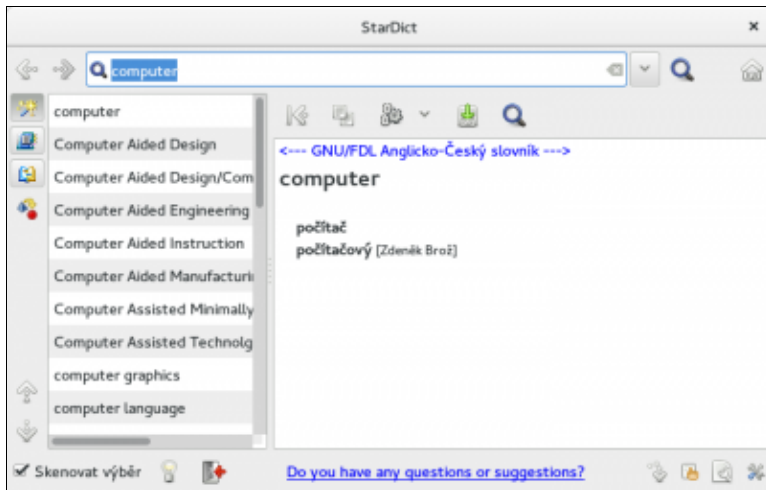 StarDict
computer
computer
Computer Aided Design
Computer Aided Design/Com
Computer Aided Engineering
Computer Aided Instruction
Computer Aided Manufacturi
Computer Assisted Minimally
Computer Assisted Technolg
computer graphics
computer language
<--- GNU/FDL Anglicko-Český slovník --->
computer
počítač
počítačový [Zdeněk Brož]
Skenovat výběr
Do you have any questions or suggestions?